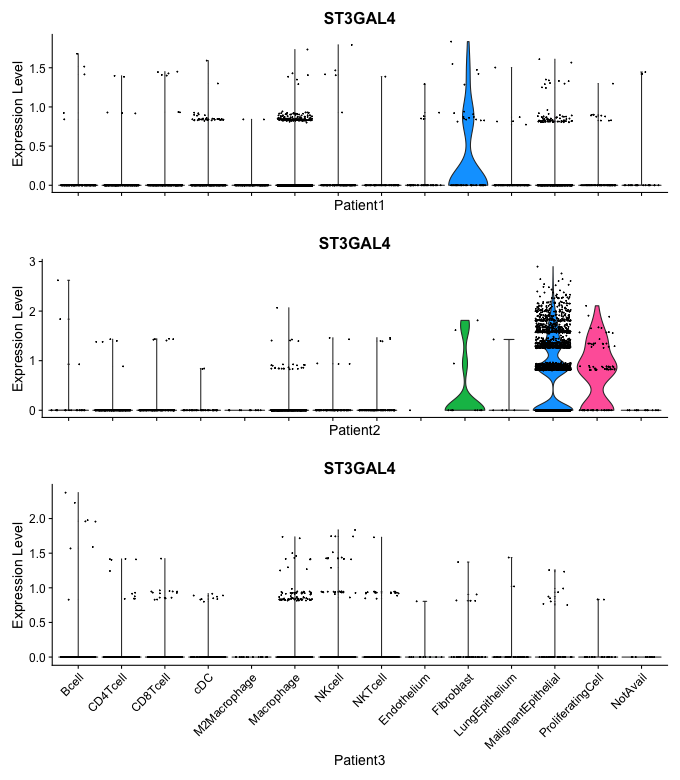 ST3GAL4
Expression Level
1.5
1.0
0.5
0.0
Patient1
ST3GAL4
Expression Level
3
2
1
0
Patient2
ST3GAL4
Expression Level
2.0
1.5
1.0
0.5
0.0
Bcell
CD4Tcell
CD8Tcell
cDC
M2Macrophage
Macrophage
NKcell
NKTcell
Endothelium
Fibroblast
LungEpithelium
MalignantEpithelial
ProliferatingCell
NotAvail
Patient3